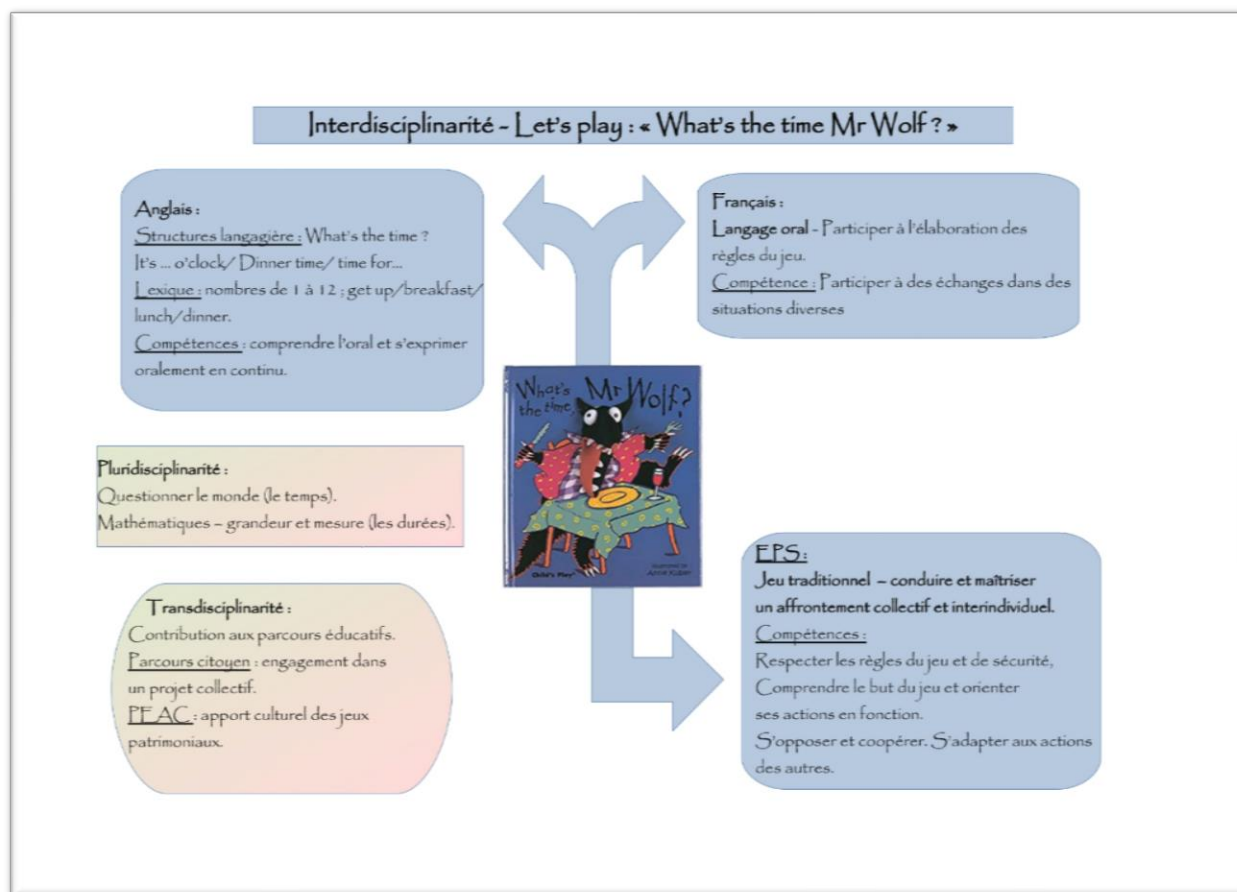 Interdisciplinarité - Let's play : « What's the time Mr Wolf ? »
Anglais :
Structures langagière : What's the time ?
It's ... o'clock/ Dinner time/ time for...
Lexique : nombres de 1 à 12 ; get up/breakfast/
lunch/dinner.
Compétences : comprendre l'oral et s'exprimer
oralement en continu.
Français :
Langage oral - Participer à l'élaboration des
règles du jeu.
Compétence : Participer à des échanges dans des
situations diverses
What's
the time,
Mr Wolf?
illustrated by
Annie Kubler
Child's Play
Pluridisciplinarité :
Questionner le monde (le temps).
Mathématiques – grandeur et mesure (les durées).
Transdisciplinarité :
Contribution aux parcours éducatifs.
Parcours citoyen : engagement dans
un projet collectif.
PEAC : apport culturel des jeux
patrimoniaux.
EPS :
Jeu traditionnel – conduire et maîtriser
un affrontement collectif et interindividuel.
Compétences :
Respecter les règles du jeu et de sécurité,
Comprendre le but du jeu et orienter
ses actions en fonction.
S'opposer et coopérer. S'adapter aux actions
des autres.